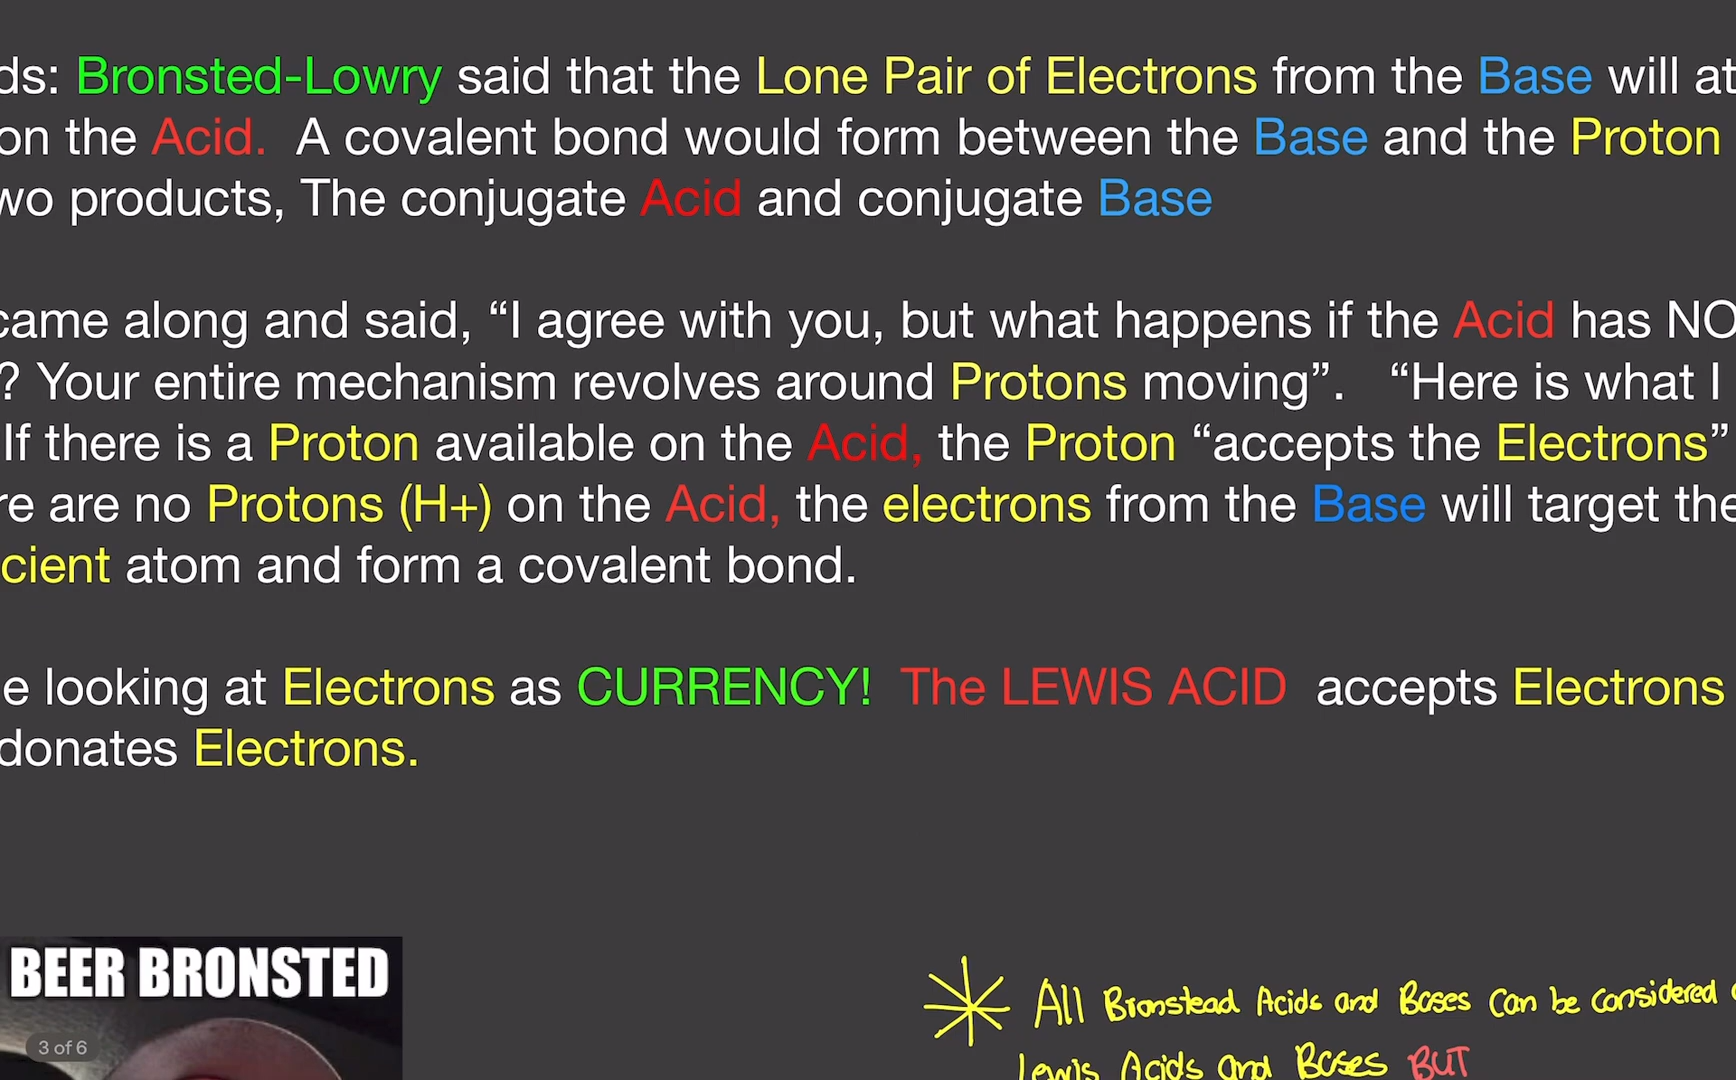 ds: Bronsted-Lowry said that the Lone Pair of Electrons from the Base will at
on the Acid. A covalent bond would form between the Base and the Proton
wo products, The conjugate Acid and conjugate Base
came along and said, “I agree with you, but what happens if the Acid has NO
? Your entire mechanism revolves around Protons moving”. “Here is what I
If there is a Proton available on the Acid, the Proton “accepts the Electrons”
re are no Protons (H+) on the Acid, the electrons from the Base will target the
cient atom and form a covalent bond.
e looking at Electrons as CURRENCY! The LEWIS ACID accepts Electrons
donates Electrons.
BEER BRONSTED
3 of 6
All Bronstead Acids and Bases Can be Considered
Lewis Acids and Bases BUT